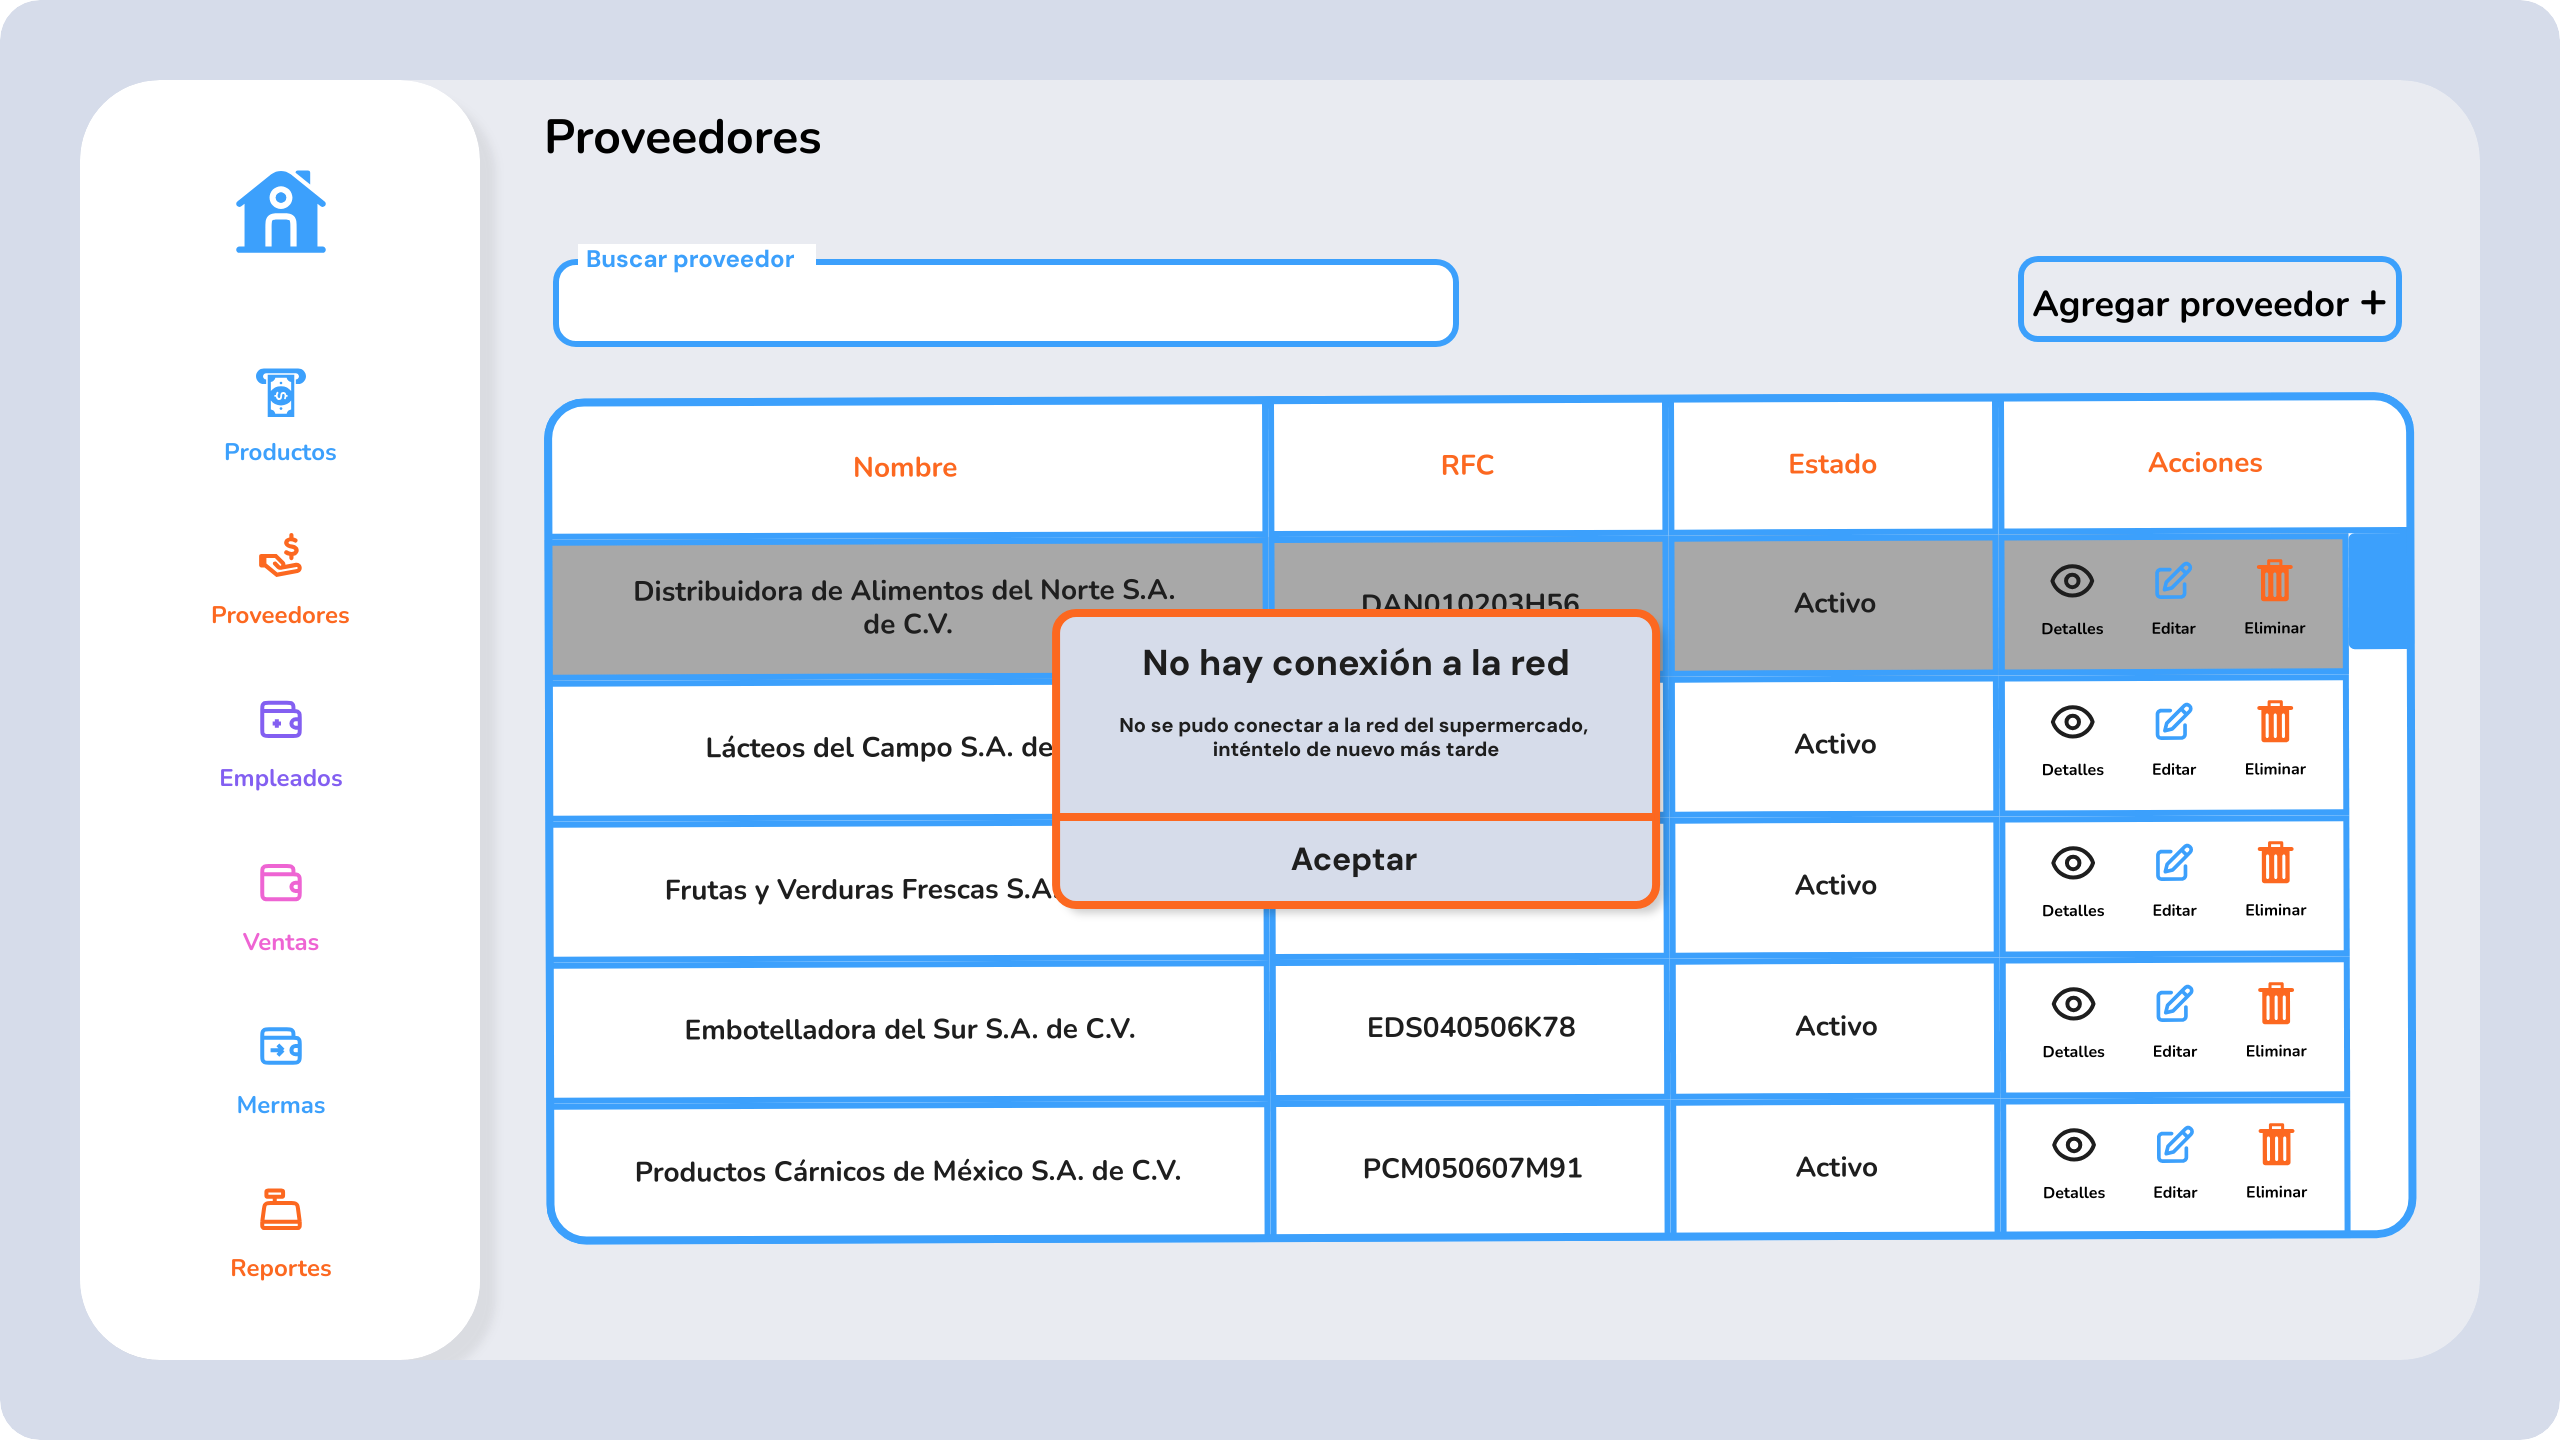 Proveedores
Buscar proveedor
Agregar proveedor +
Productos
Proveedores
Empleados
Ventas
Mermas
Reportes
Nombre
RFC
Estado
Acciones
Distribuidora de Alimentos del Norte S.A.
de C.V.
DAN010203H56
Activo
Detalles
Editar
Eliminar
Lácteos del Campo S.A. de
Activo
Detalles
Editar
Eliminar
Frutas y Verduras Frescas S.A.
Activo
Detalles
Editar
Eliminar
Embotelladora del Sur S.A. de C.V.
EDS040506K78
Activo
Detalles
Editar
Eliminar
Productos Cárnicos de México S.A. de C.V.
PCM050607M91
Activo
Detalles
Editar
Eliminar
No hay conexión a la red
No se pudo conectar a la red del supermercado,
inténtelo de nuevo más tarde
Aceptar